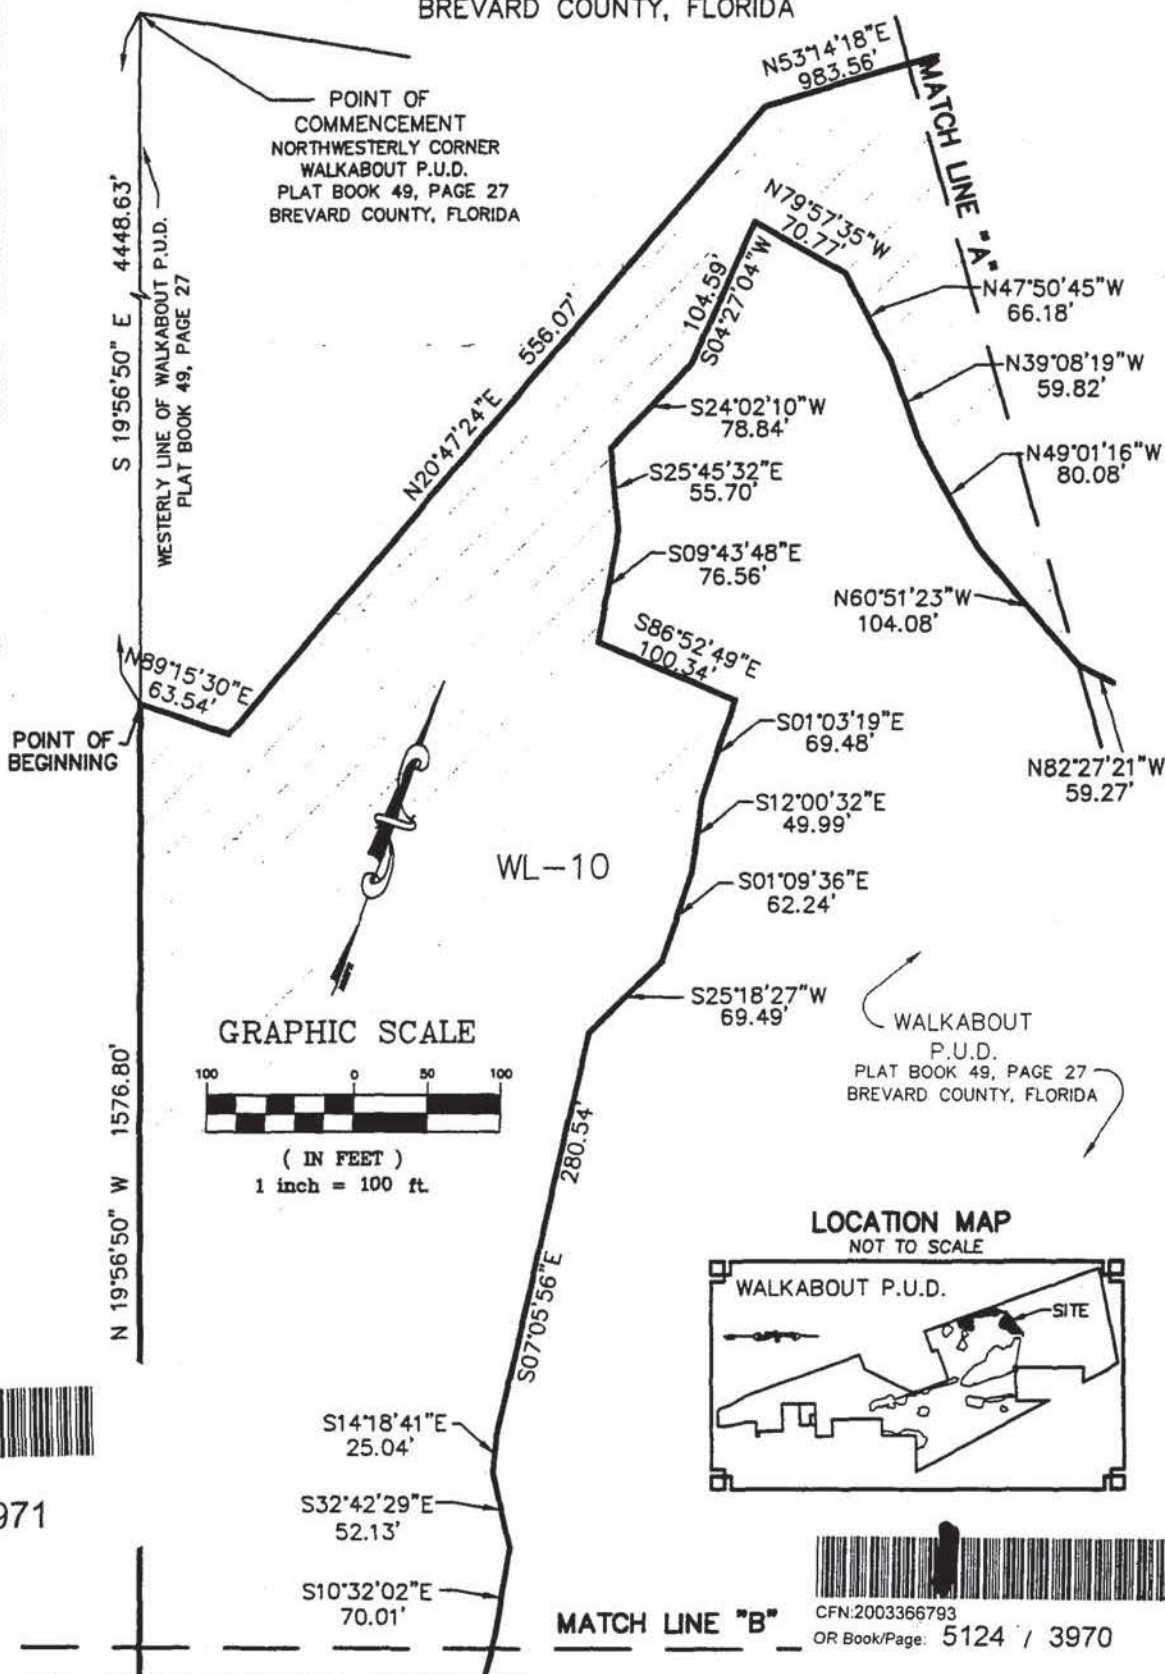 BREVARD COUNTY, FLORIDA
N53°14'18"E
983.56'
MATCH LINE "A"
POINT OF
COMMENCEMENT
NORTHWESTERLY CORNER
WALKABOUT P.U.D.
PLAT BOOK 49, PAGE 27
BREVARD COUNTY, FLORIDA
S 19°56'50" E 4448.63'
WESTERLY LINE OF WALKABOUT P.U.D.
PLAT BOOK 49, PAGE 27
N20°47'24"E 556.07'
N79°57'35"W
70.77'
104.59'
S04°27'04"W
N47°50'45"W
66.18'
N39°08'19"W
59.82'
S24°02'10"W
78.84'
N49°01'16"W
80.08'
S25°45'32"E
55.70'
S09°43'48"E
76.56'
N60°51'23"W
104.08'
S86°52'49"E
100.34'
N89°15'30"E
63.54'
POINT OF
BEGINNING
S01°03'19"E
69.48'
N82°27'21"W
59.27'
S12°00'32"E
49.99'
WL-10
S01°09'36"E
62.24'
S25°18'27"W
69.49'
WALKABOUT
P.U.D.
PLAT BOOK 49, PAGE 27
BREVARD COUNTY, FLORIDA
GRAPHIC SCALE
100 0 50 100
( IN FEET )
1 inch = 100 ft.
N 19°56'50" W 1576.80'
S07°05'56"E 280.54'
LOCATION MAP
NOT TO SCALE
WALKABOUT P.U.D.
SITE
S14°18'41"E
25.04'
S32°42'29"E
52.13'
971
S10°32'02"E
70.01'
MATCH LINE "B"
CFN:2003366793
OR Book/Page: 5124 / 3970